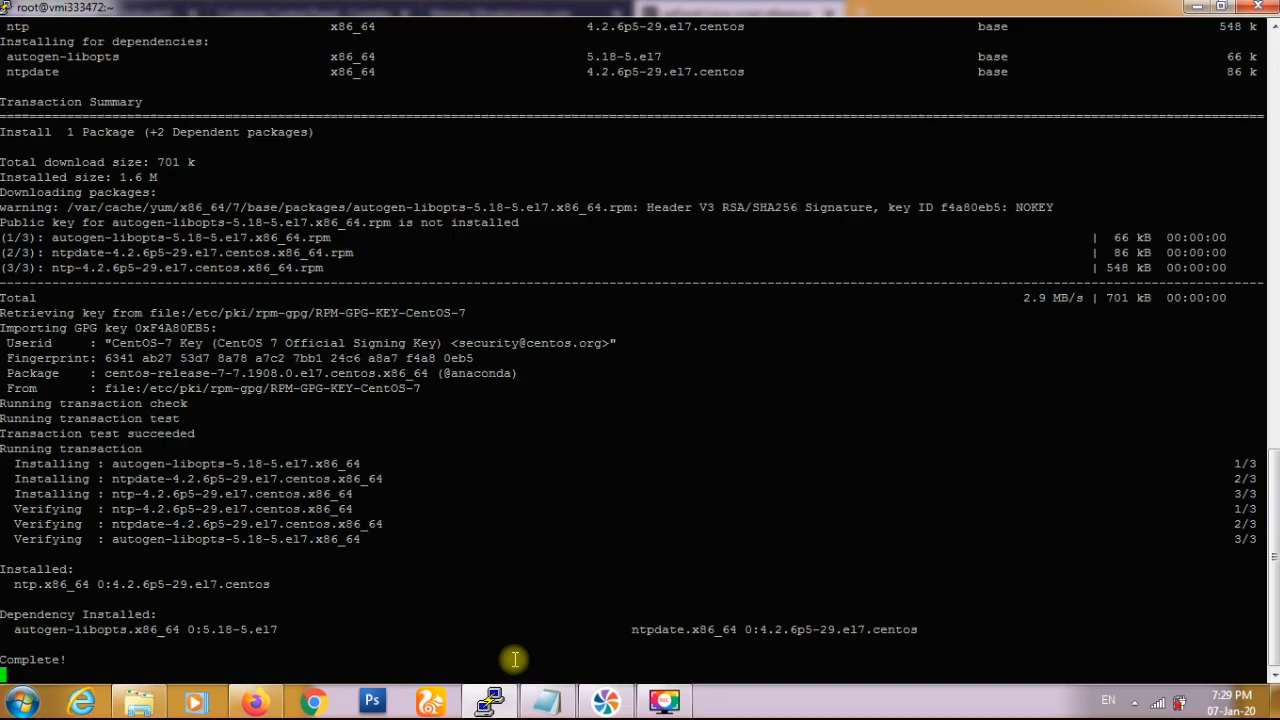 root@vmi333472:~
ntp x86_64 4.2.6p5-29.el7.centos base 548 k
Installing for dependencies:
autogen-libopts x86_64 5.18-5.el7 base 66 k
ntpdate x86_64 4.2.6p5-29.el7.centos base 86 k
Transaction Summary
================================================================================
Install 1 Package (+2 Dependent packages)
Total download size: 701 k
Installed size: 1.6 M
Downloading packages:
warning: /var/cache/yum/x86_64/7/base/packages/autogen-libopts-5.18-5.el7.x86_64.rpm: Header V3 RSA/SHA256 Signature, key ID f4a80eb5: NOKEY
Public key for autogen-libopts-5.18-5.el7.x86_64.rpm is not installed
(1/3): autogen-libopts-5.18-5.el7.x86_64.rpm | 66 kB 00:00:00
(2/3): ntpdate-4.2.6p5-29.el7.centos.x86_64.rpm | 86 kB 00:00:00
(3/3): ntp-4.2.6p5-29.el7.centos.x86_64.rpm | 548 kB 00:00:00
--------------------------------------------------------------------------------
Total 2.9 MB/s | 701 kB 00:00:00
Retrieving key from file:/etc/pki/rpm-gpg/RPM-GPG-KEY-CentOS-7
Importing GPG key 0xF4A80EB5:
Userid : "CentOS-7 Key (CentOS 7 Official Signing Key) <security@centos.org>"
Fingerprint: 6341 ab27 53d7 8a78 a7c2 7bb1 24c6 a8a7 f4a8 0eb5
Package : centos-release-7-7.1908.0.el7.centos.x86_64 (@anaconda)
From : file:/etc/pki/rpm-gpg/RPM-GPG-KEY-CentOS-7
Running transaction check
Running transaction test
Transaction test succeeded
Running transaction
Installing : autogen-libopts-5.18-5.el7.x86_64 1/3
Installing : ntpdate-4.2.6p5-29.el7.centos.x86_64 2/3
Installing : ntp-4.2.6p5-29.el7.centos.x86_64 3/3
Verifying : ntp-4.2.6p5-29.el7.centos.x86_64 1/3
Verifying : ntpdate-4.2.6p5-29.el7.centos.x86_64 2/3
Verifying : autogen-libopts-5.18-5.el7.x86_64 3/3
Installed:
ntp.x86_64 0:4.2.6p5-29.el7.centos
Dependency Installed:
autogen-libopts.x86_64 0:5.18-5.el7 ntpdate.x86_64 0:4.2.6p5-29.el7.centos
Complete!
Ps
EN
7:29 PM
07-Jan-20